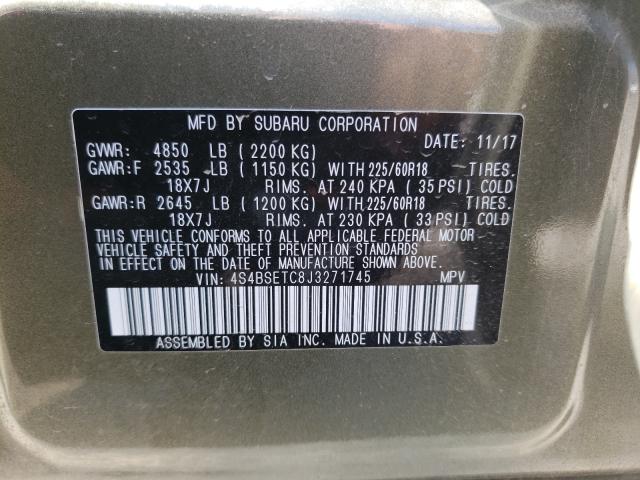 MFD BY SUBARU CORPORATION
DATE: 11/17
GVWR: 4850 LB (2200 KG)
GAWR:F 2535 LB (1150 KG) WITH 225/60R18 TIRES.
18X7J RIMS. AT 240 KPA (35 PSI) COLD
GAWR:R 2645 LB (1200 KG) WITH 225/60R18 TIRES.
18X7J RIMS. AT 230 KPA (33 PSI) COLD
THIS VEHICLE CONFORMS TO ALL APPLICABLE FEDERAL MOTOR
VEHICLE SAFETY AND THEFT PREVENTION STANDARDS IN EFFECT
ON THE DATE OF MANUFACTURE SHOWN ABOVE.
VIN: 4S4BSETC8J3271745 MPV
ASSEMBLED BY SIA INC. MADE IN U.S.A.